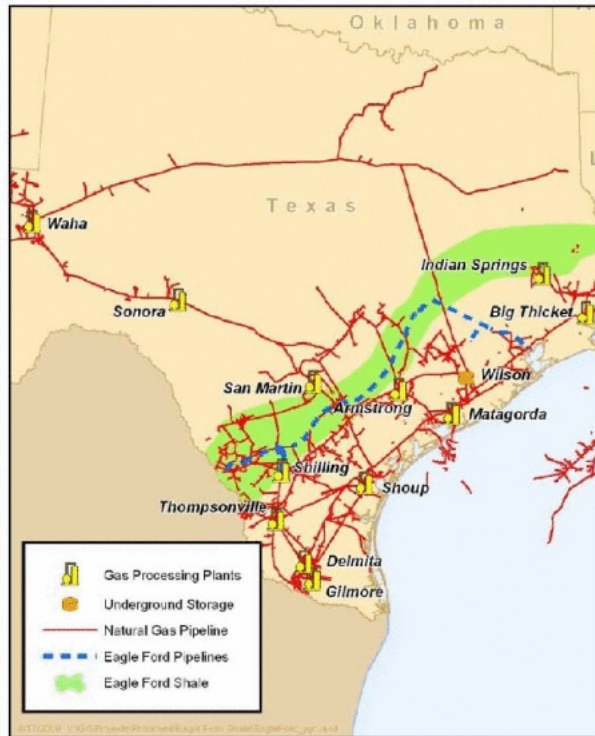 Oklahoma
Texas
L
Waha
Indian Springs
Sonora
Big Thicket
Wilson
San Martin
Armstrong
Matagorda
Shilling
Shoup
Thompsonville
Delmita
Gilmore
Gas Processing Plants
Underground Storage
Natural Gas Pipeline
Eagle Ford Pipelines
Eagle Ford Shale